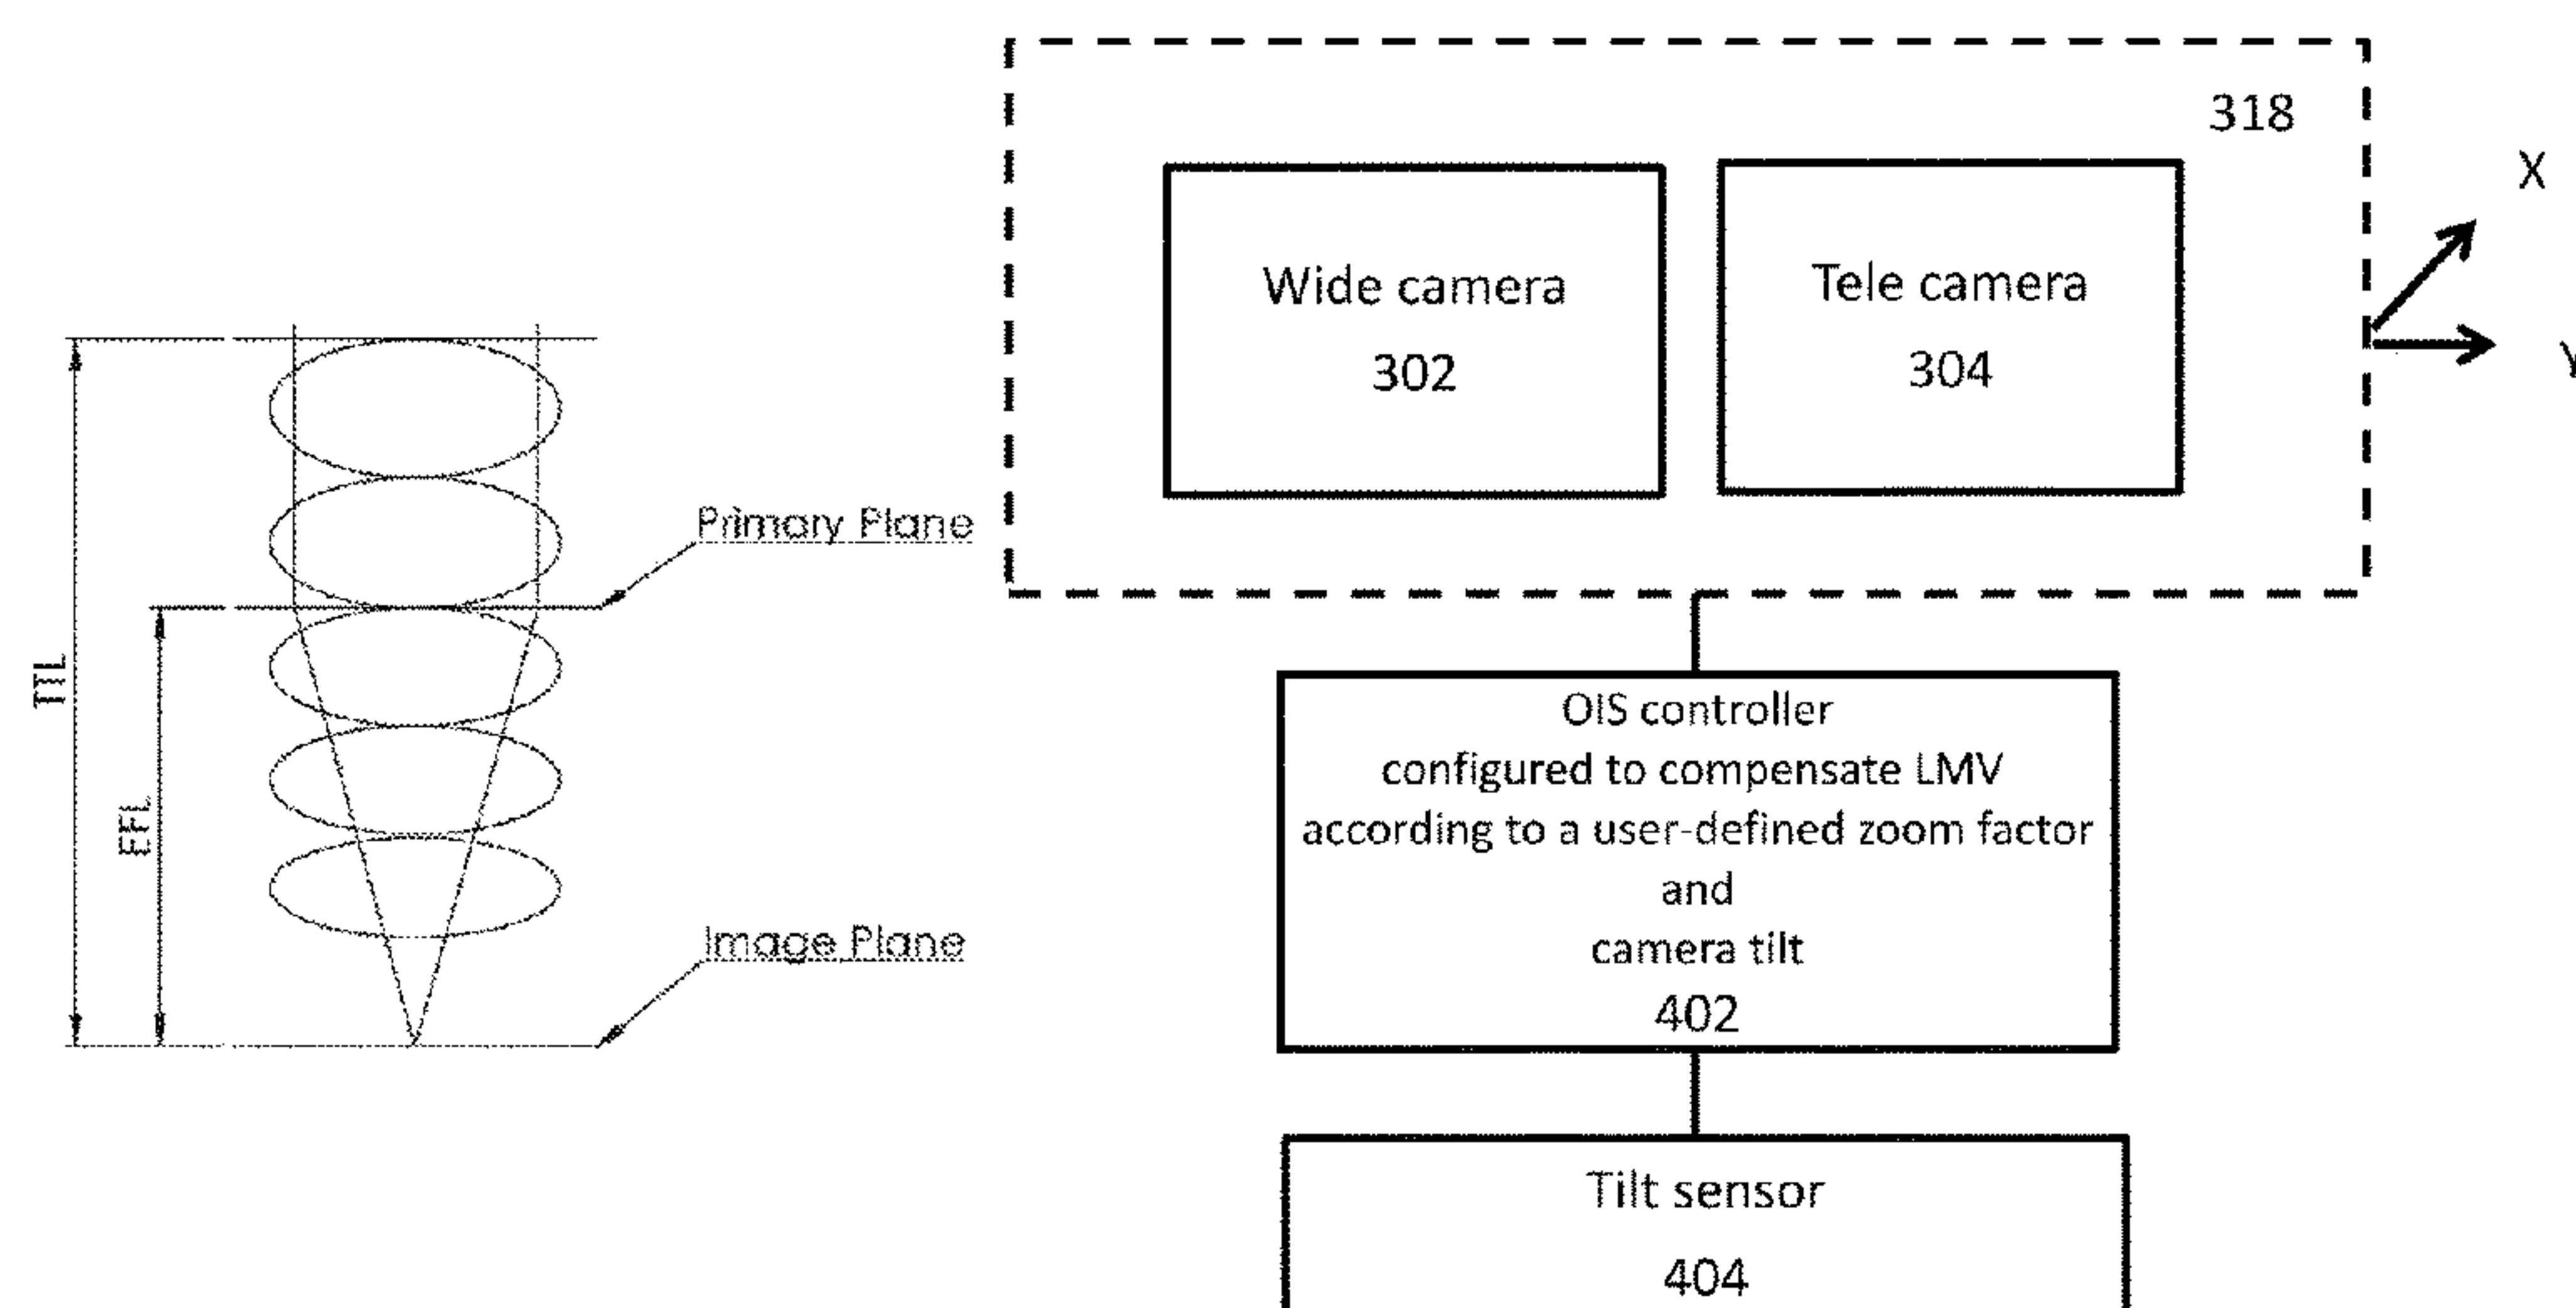 TTL
EFL
Primary Plane
Image Plane
318
Wide camera
302
Tele camera
304
X
Y
OIS controller
configured to compensate LMV
according to a user-defined zoom factor
and
camera tilt
402
Tilt sensor
404